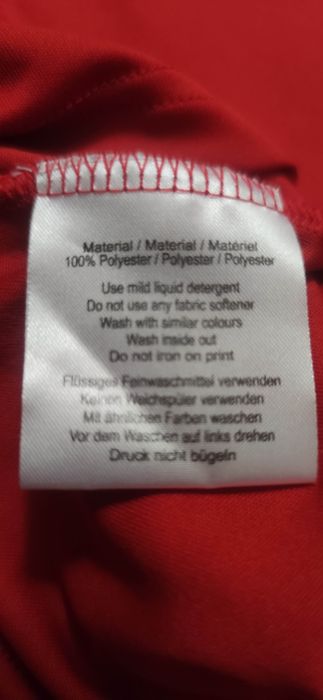 Material / Material / Matériel
100% Polyester / Polyester / Polyester
Use mild liquid detergent
Do not use any fabric softener
Wash with similar colours
Wash inside out
Do not iron on print
Flüssiges Feinwaschmittel verwenden
Keinen Weichspüler verwenden
Mit ähnlichen Farben waschen
Vor dem Waschen auf links drehen
Druck nicht bügeln